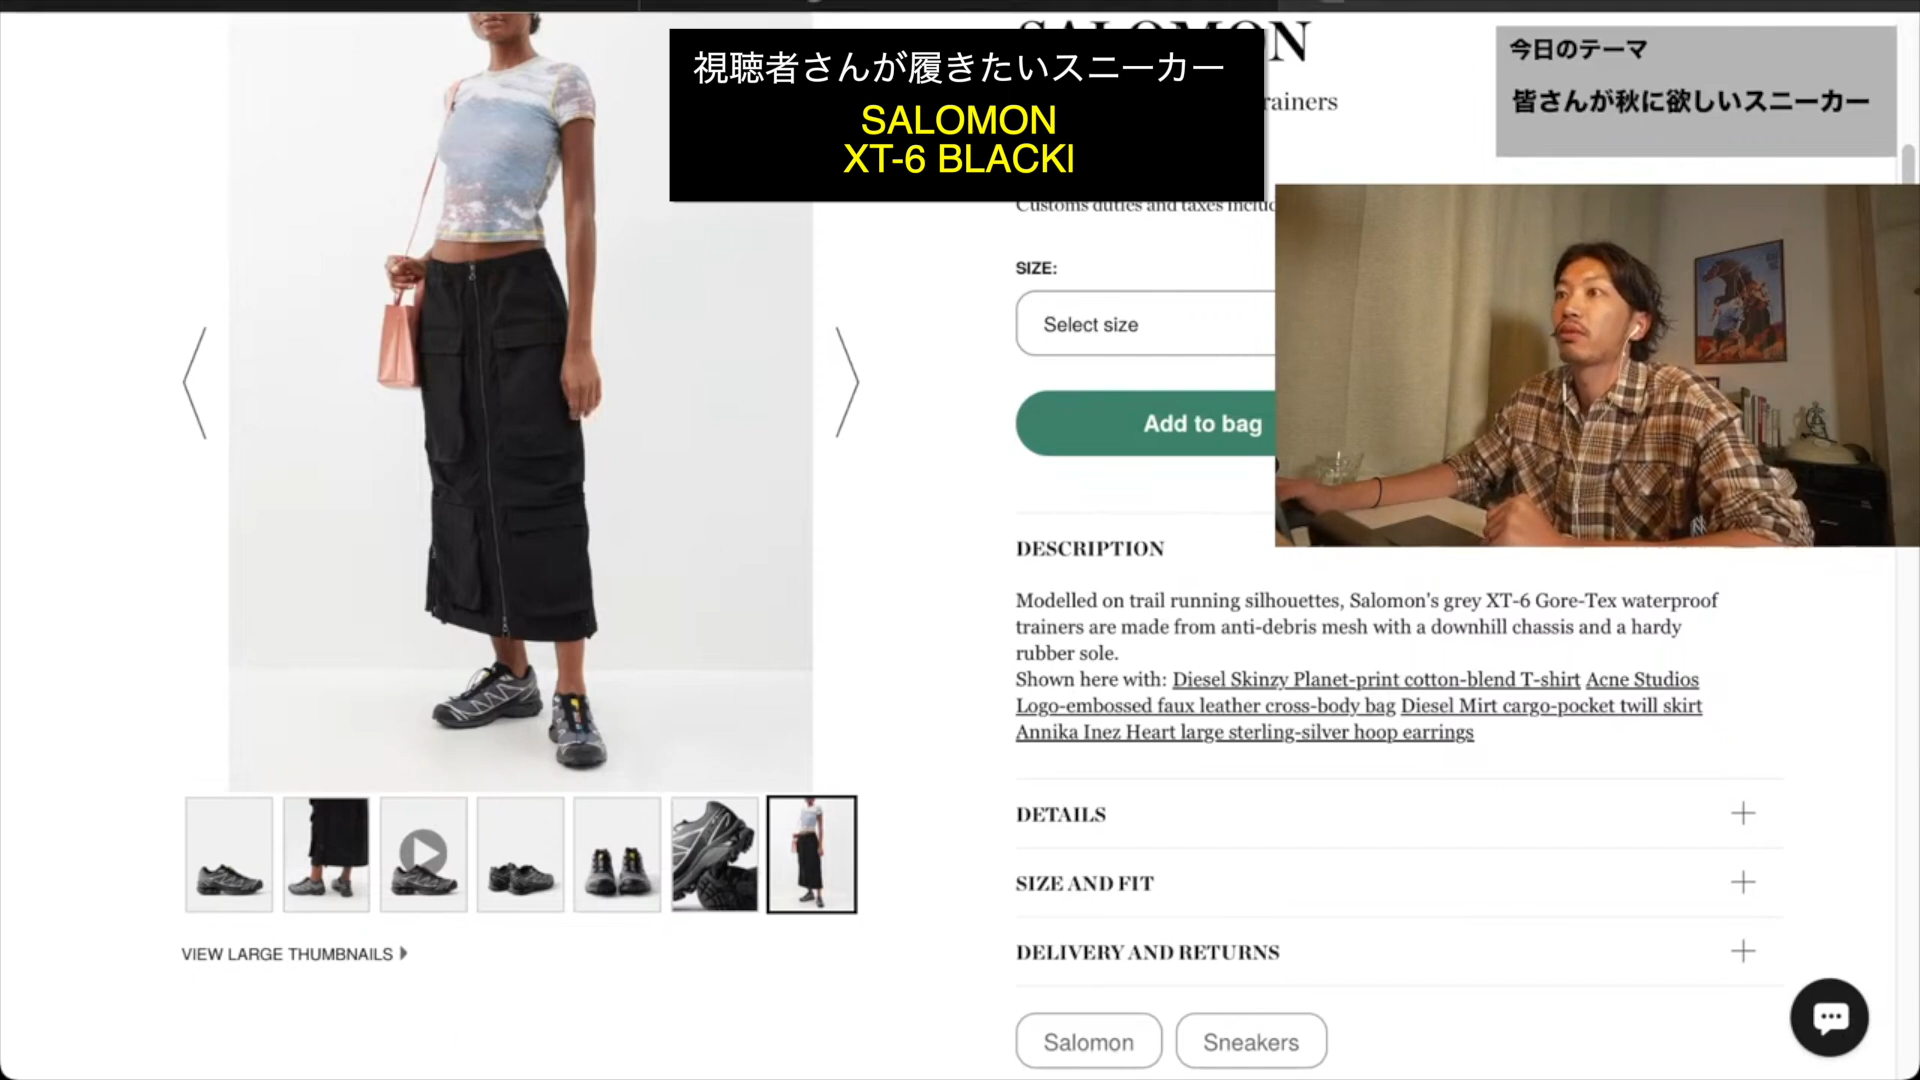 SALOMON
視聴者さんが履きたいスニーカー
SALOMON
XT-6 BLACKl
今日のテーマ
皆さんが秋に欲しいスニーカー
rainers
Customs duties and taxes
SIZE:
Select size
Add to bag
DESCRIPTION
Modelled on trail running silhouettes, Salomon's grey XT-6 Gore-Tex waterproof
trainers are made from anti-debris mesh with a downhill chassis and a hardy
rubber sole.
Shown here with: Diesel Skinzy Planet-print cotton-blend T-shirt Acne Studios
Logo-embossed faux leather cross-body bag Diesel Mirt cargo-pocket twill skirt
Annika Inez Heart large sterling-silver hoop earrings
DETAILS
SIZE AND FIT
DELIVERY AND RETURNS
VIEW LARGE THUMBNAILS
Salomon
Sneakers